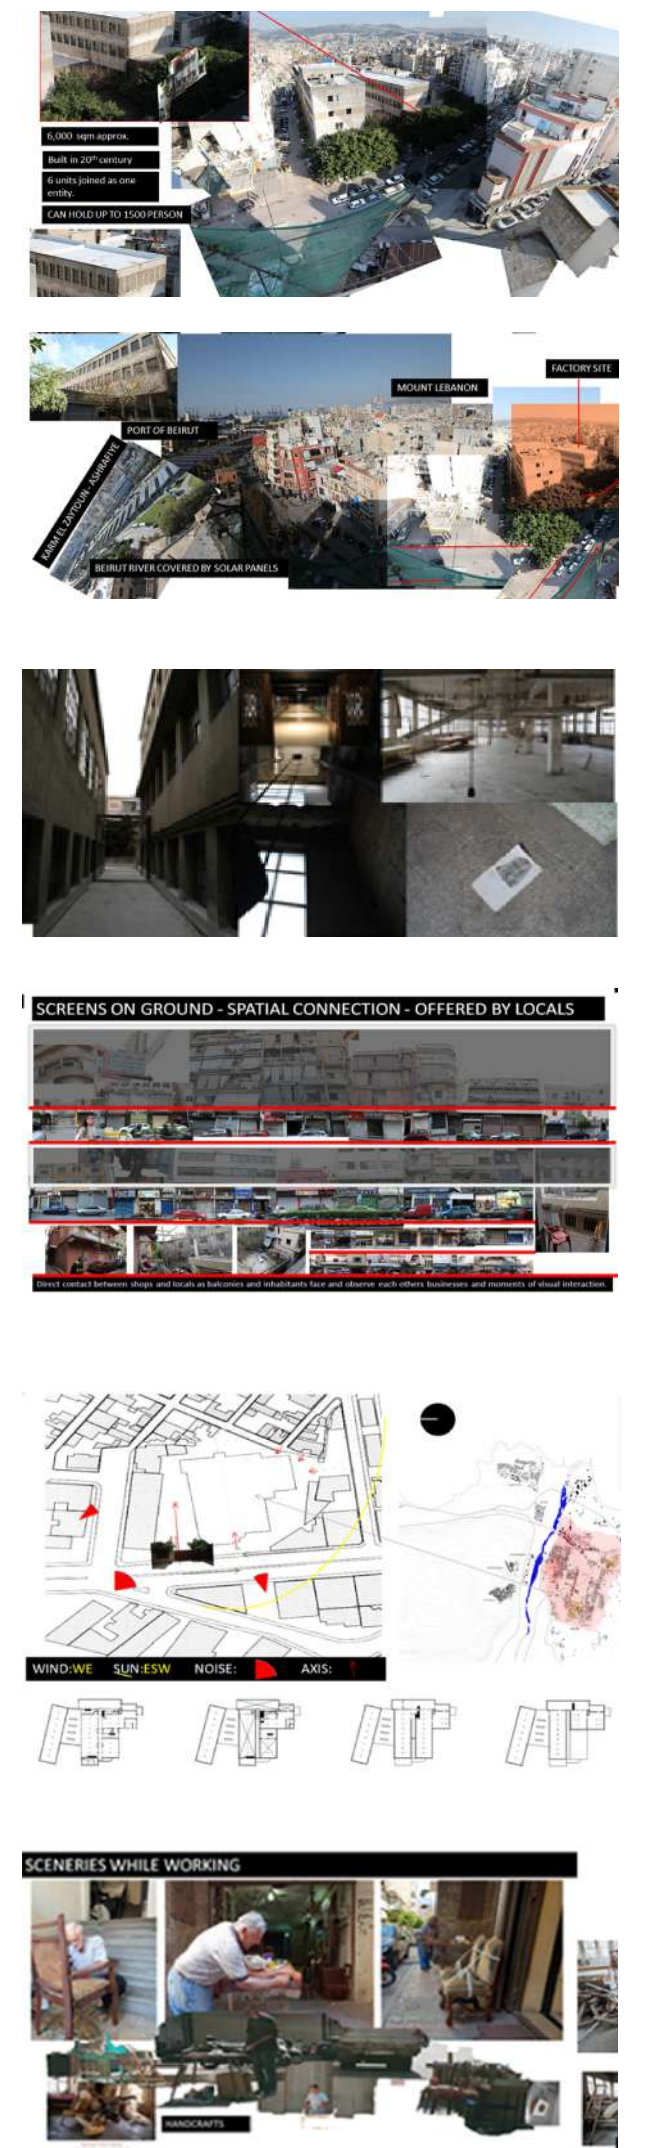 6,000 sqm approx.
Built in 20th century
6 units joined as one
entity.
CAN HOLD UP TO 1500 PERSON
FACTORY SITE
MOUNT LEBANON
PORT OF BEIRUT
KARM EL ZAYTOUN - ASHRAFIYE
BEIRUT RIVER COVERED BY SOLAR PANELS
SCREENS ON GROUND - SPATIAL CONNECTION - OFFERED BY LOCALS
Direct contact between shops and locals as balconies and inhabitants face and observe each others businesses and moments of visual interaction.
WIND:WE SUN:ESW NOISE: AXIS:
SCENERIES WHILE WORKING
HANDCRAFTS